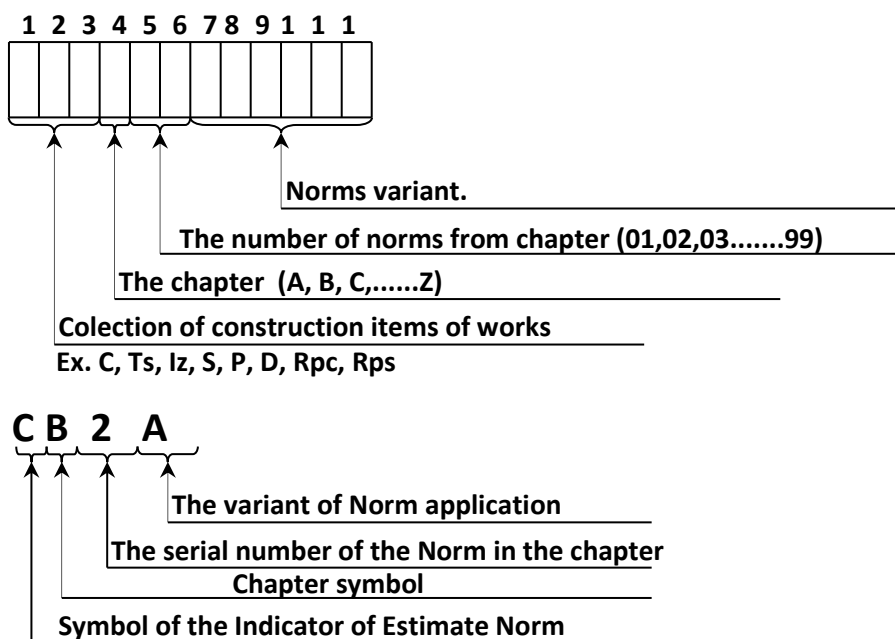 1 2 3 4 5 6 7 8 9 1 1 1
Norms variant.
The number of norms from chapter (01,02,03.......99)
The chapter (A, B, C,......Z)
Colection of construction items of works
Ex. C, Ts, Iz, S, P, D, Rpc, Rps
C B 2 A
The variant of Norm application
The serial number of the Norm in the chapter
Chapter symbol
Symbol of the Indicator of Estimate Norm